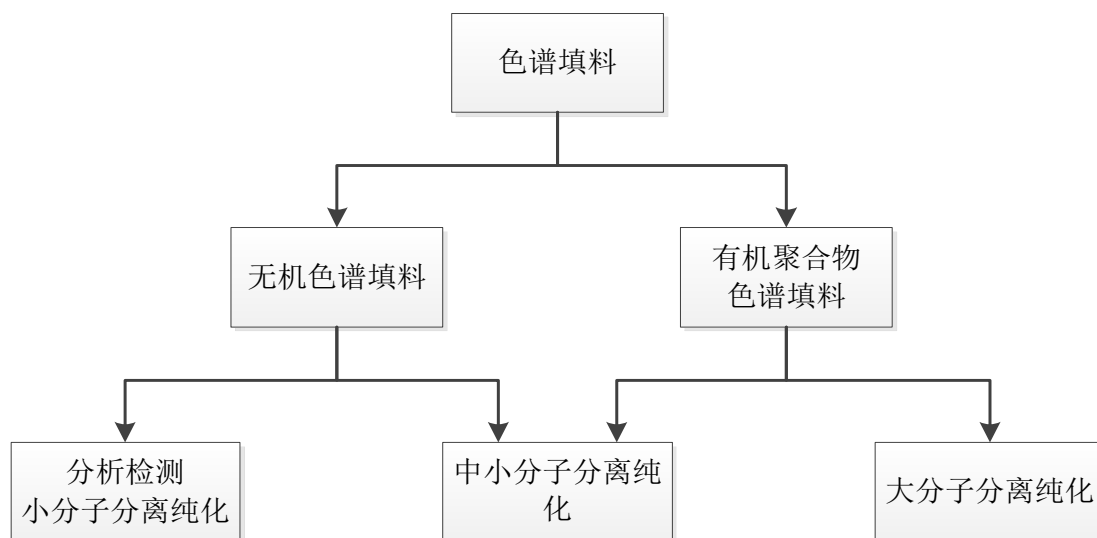 色谱填料
无机色谱填料
有机聚合物
色谱填料
分析检测
小分子分离纯化
中小分子分离纯
化
大分子分离纯化